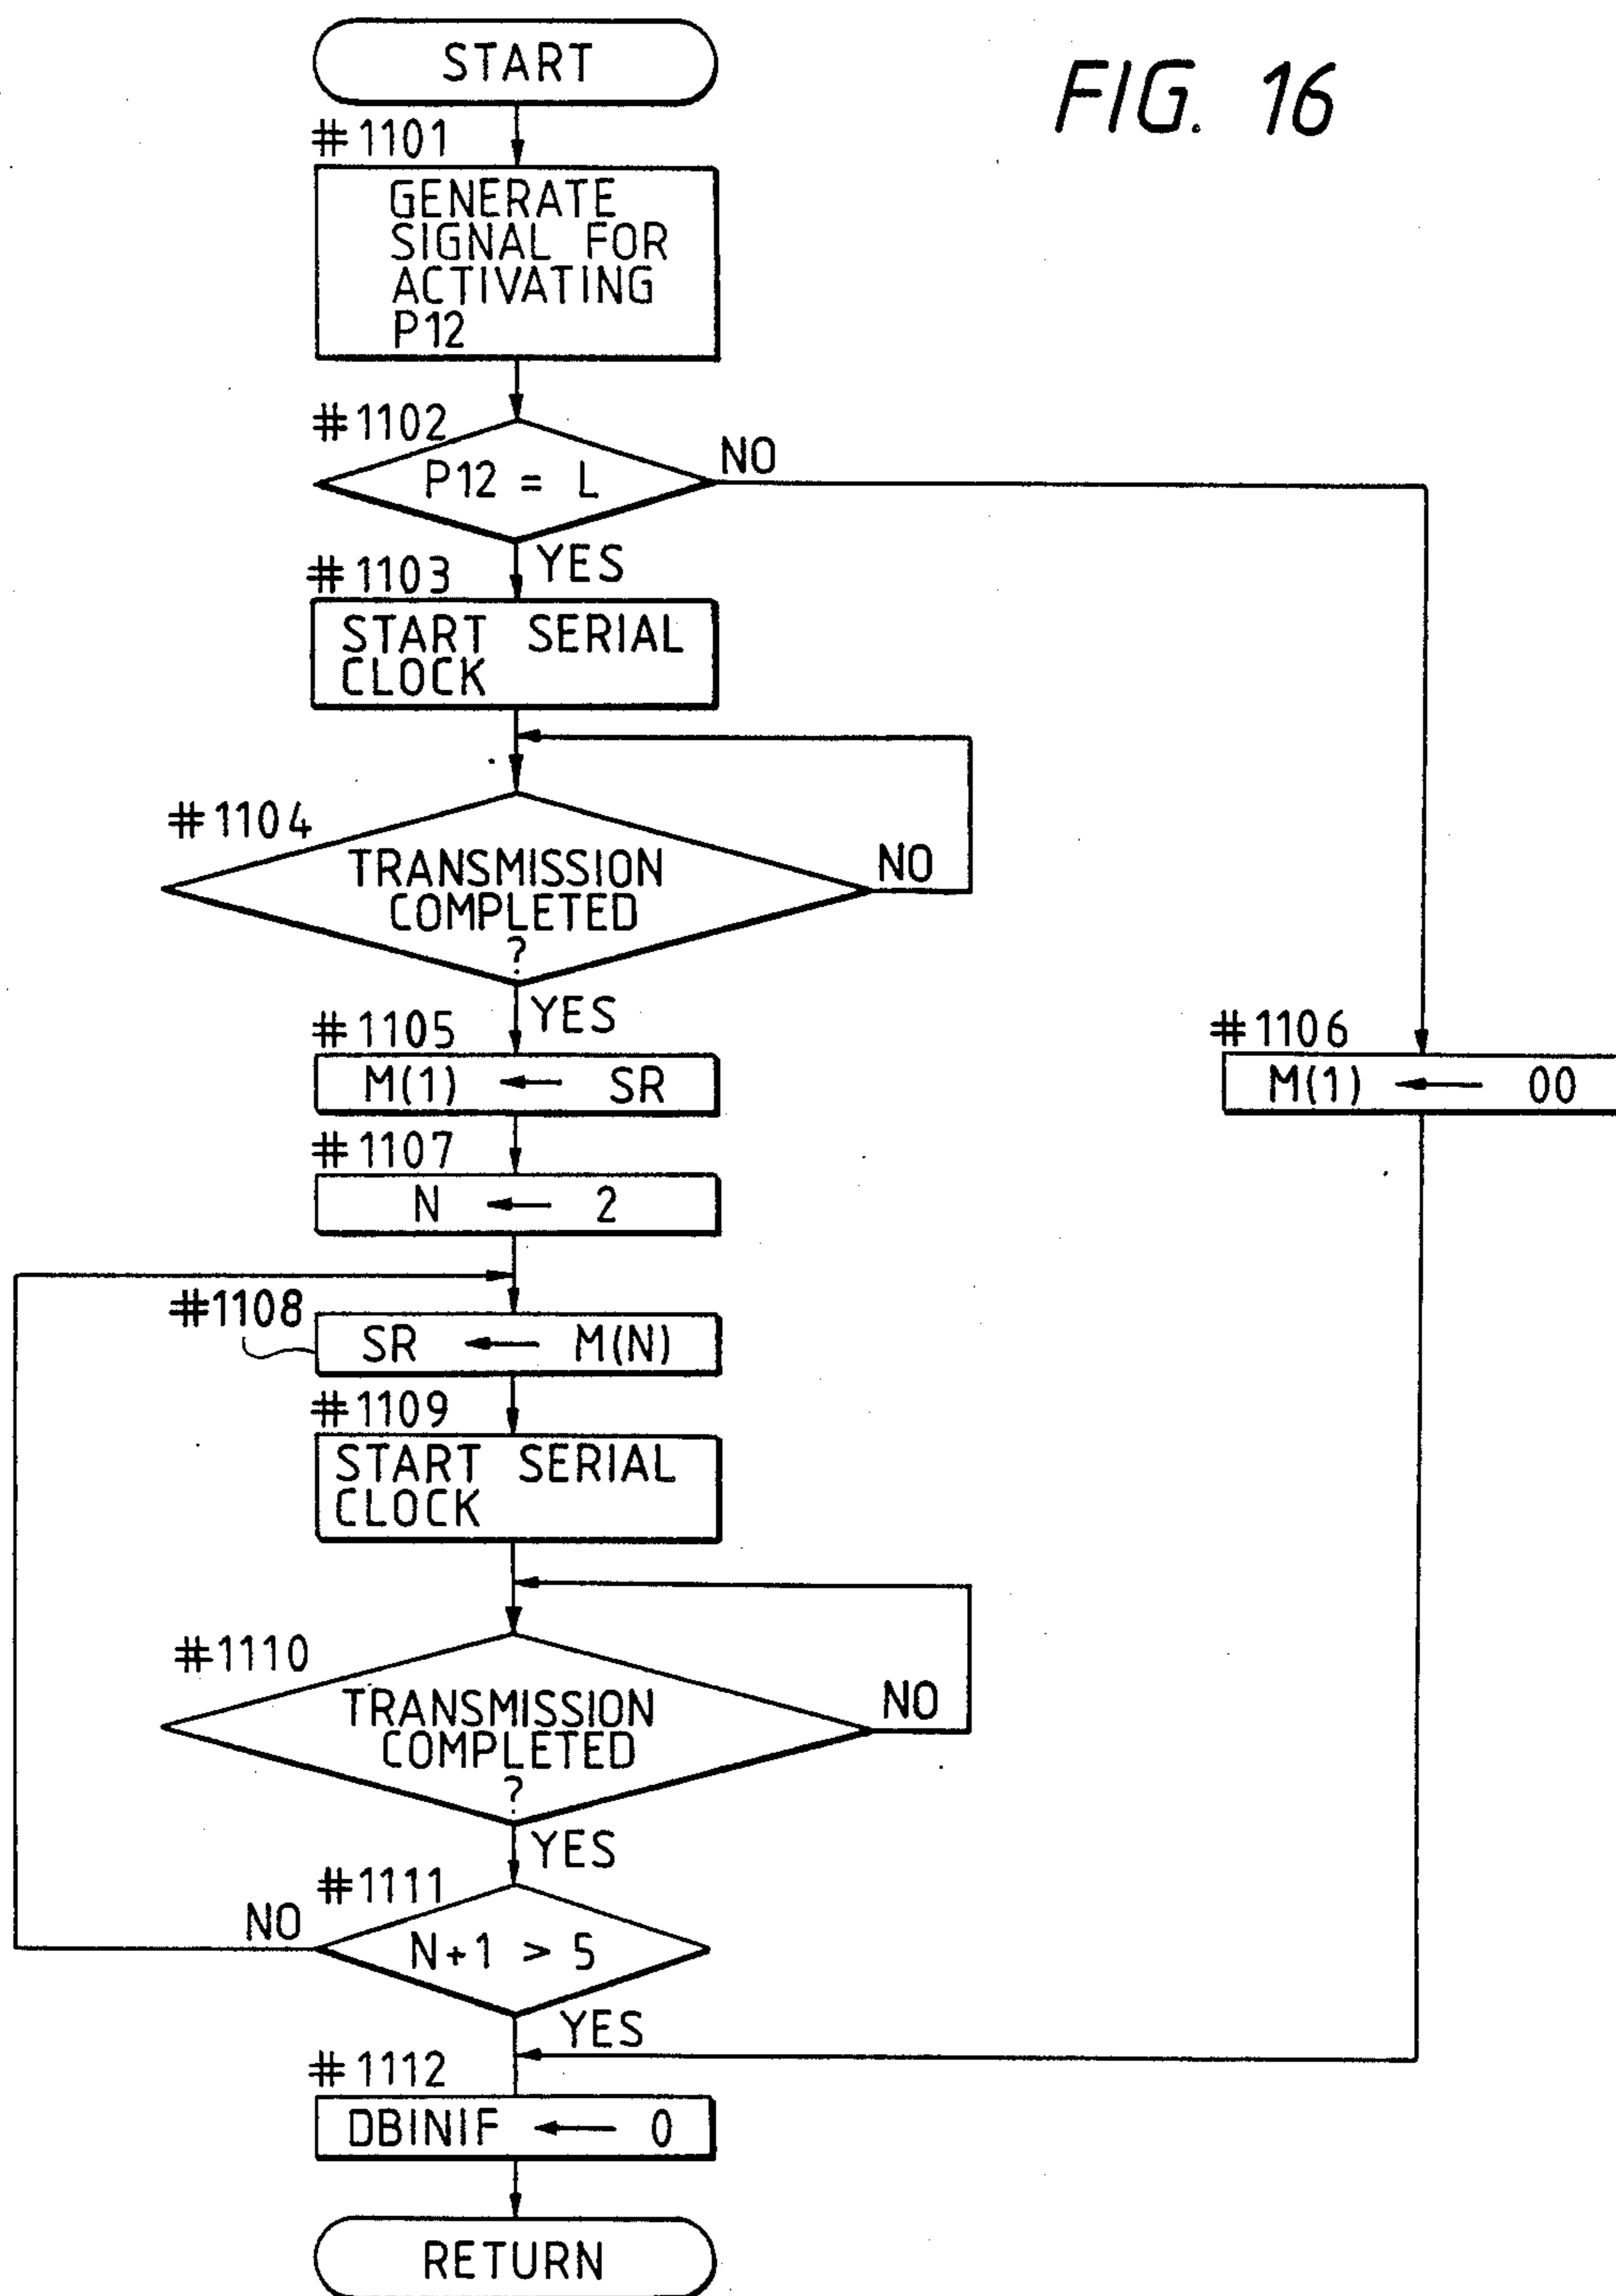 START
FIG. 16
#1101
GENERATE
SIGNAL FOR
ACTIVATING
P12
#1102
P12 = L
NO
YES
#1103
START SERIAL
CLOCK
#1104
TRANSMISSION
COMPLETED
?
NO
YES
#1105
M(1) ← SR
#1106
M(1) ← 00
#1107
N ← 2
#1108
SR ← M(N)
#1109
START SERIAL
CLOCK
#1110
TRANSMISSION
COMPLETED
?
NO
YES
#1111
NO
N+1 > 5
YES
#1112
DBINIF ← 0
RETURN